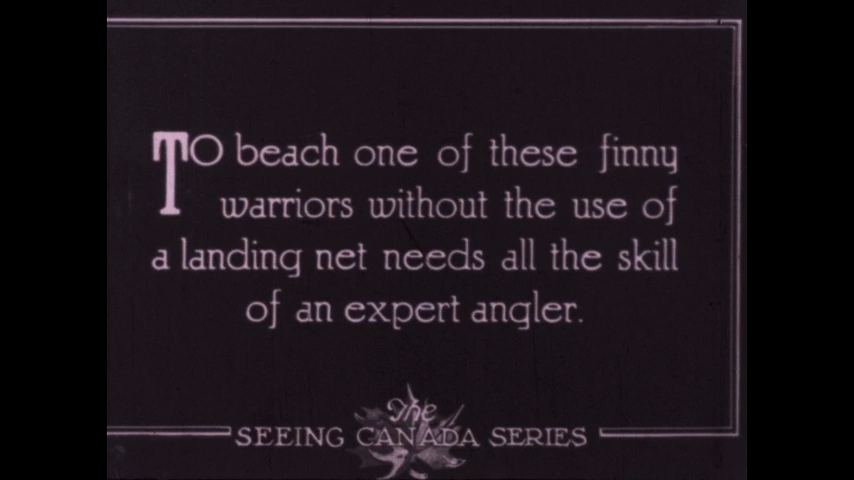 TO beach one of these finny
warriors without the use of
a landing net needs all the skill
of an expert angler.
The
SEEING CANADA SERIES